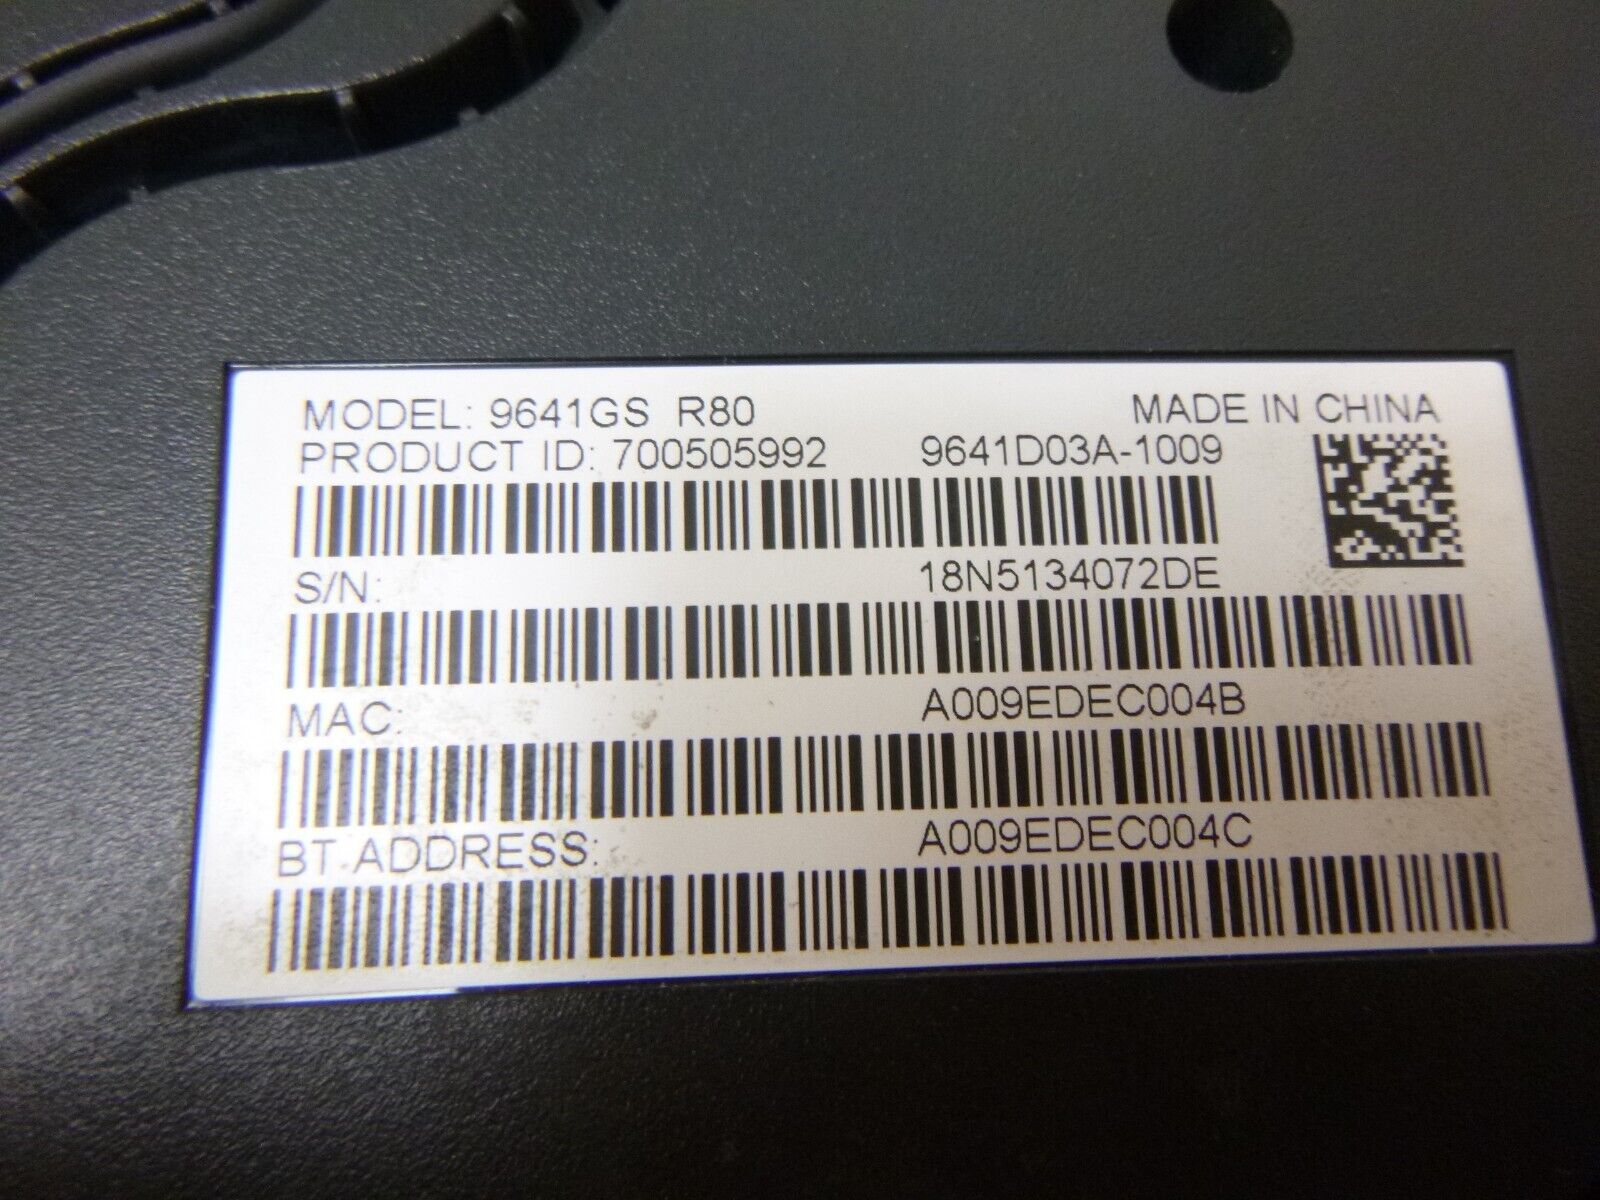 MODEL: 9641GS R80 MADE IN CHINA
PRODUCT ID: 700505992 9641D03A-1009
S/N: 18N5134072DE
MAC: A009EDEC004B
BT ADDRESS: A009EDEC004C